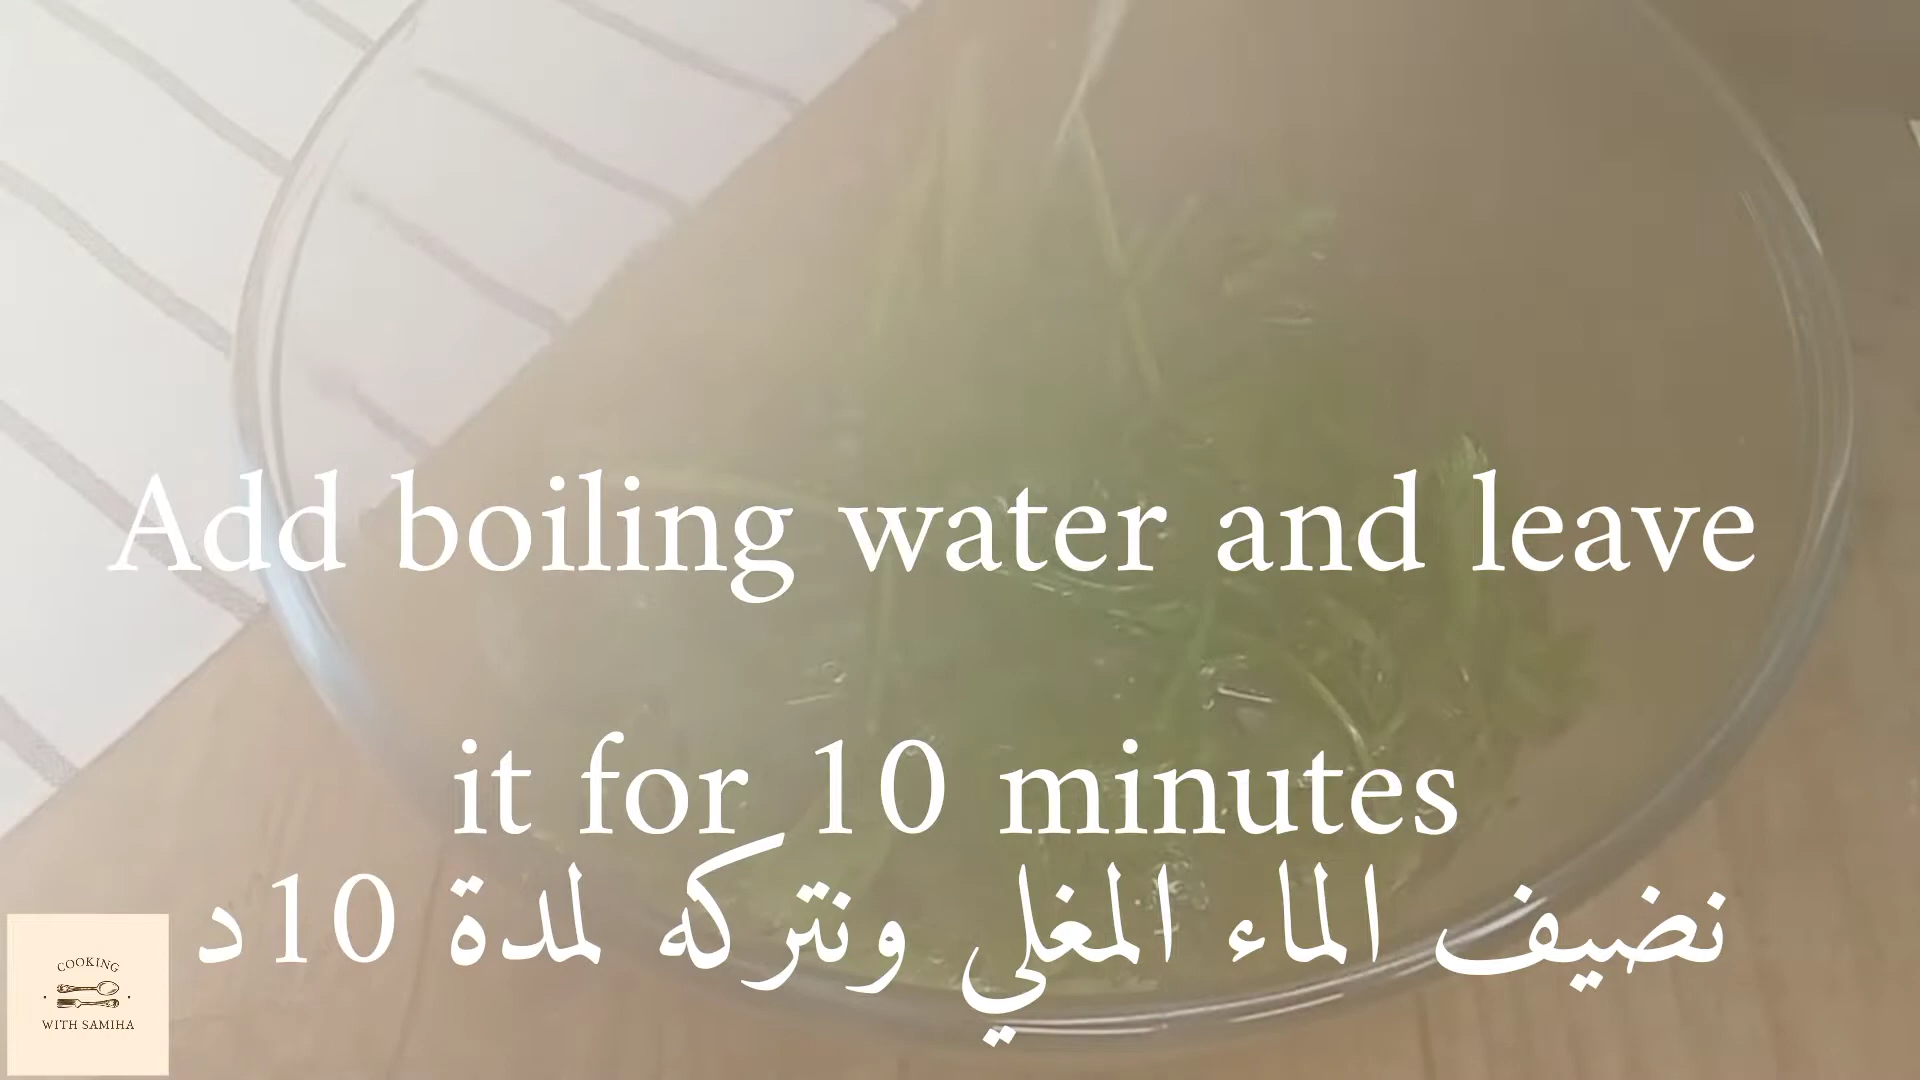 Add boiling water and leave
it for 10 minutes
نضيف الماء المغلي ونتركه لمدة 10د
COOKING
WITH SAMIHA